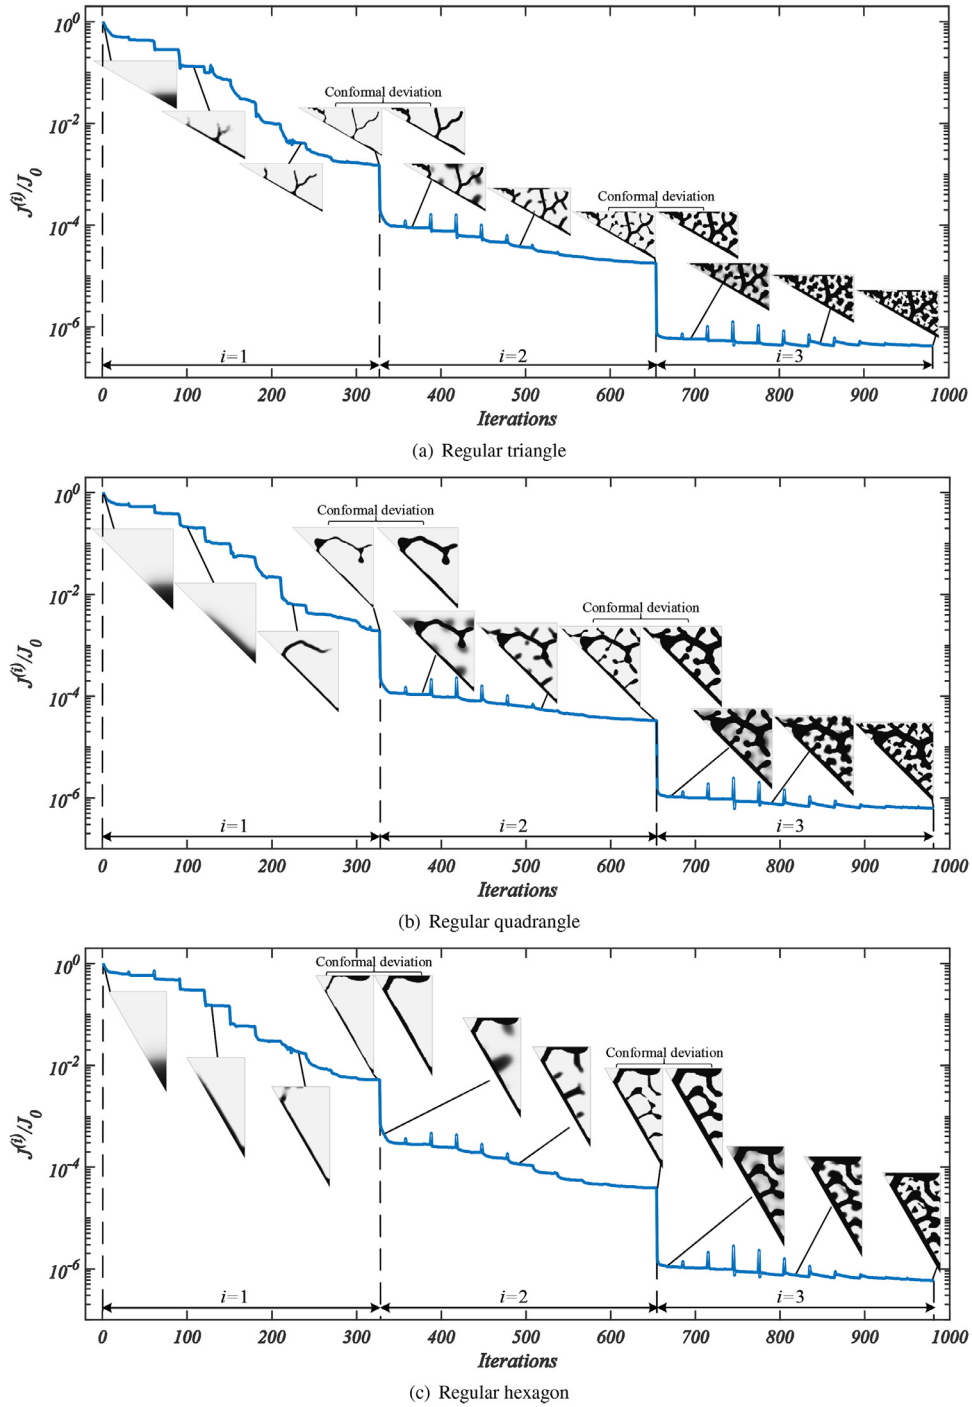 10^0
10^-2
10^-4
10^-6
J^(i)/J_0
Conformal deviation
Conformal deviation
i=1
i=2
i=3
0 100 200 300 400 500 600 700 800 900 1000
Iterations
(a) Regular triangle
10^0
10^-2
10^-4
10^-6
J^(i)/J_0
Conformal deviation
Conformal deviation
i=1
i=2
i=3
0 100 200 300 400 500 600 700 800 900 1000
Iterations
(b) Regular quadrangle
10^0
10^-2
10^-4
10^-6
J^(i)/J_0
Conformal deviation
Conformal deviation
i=1
i=2
i=3
0 100 200 300 400 500 600 700 800 900 1000
Iterations
(c) Regular hexagon